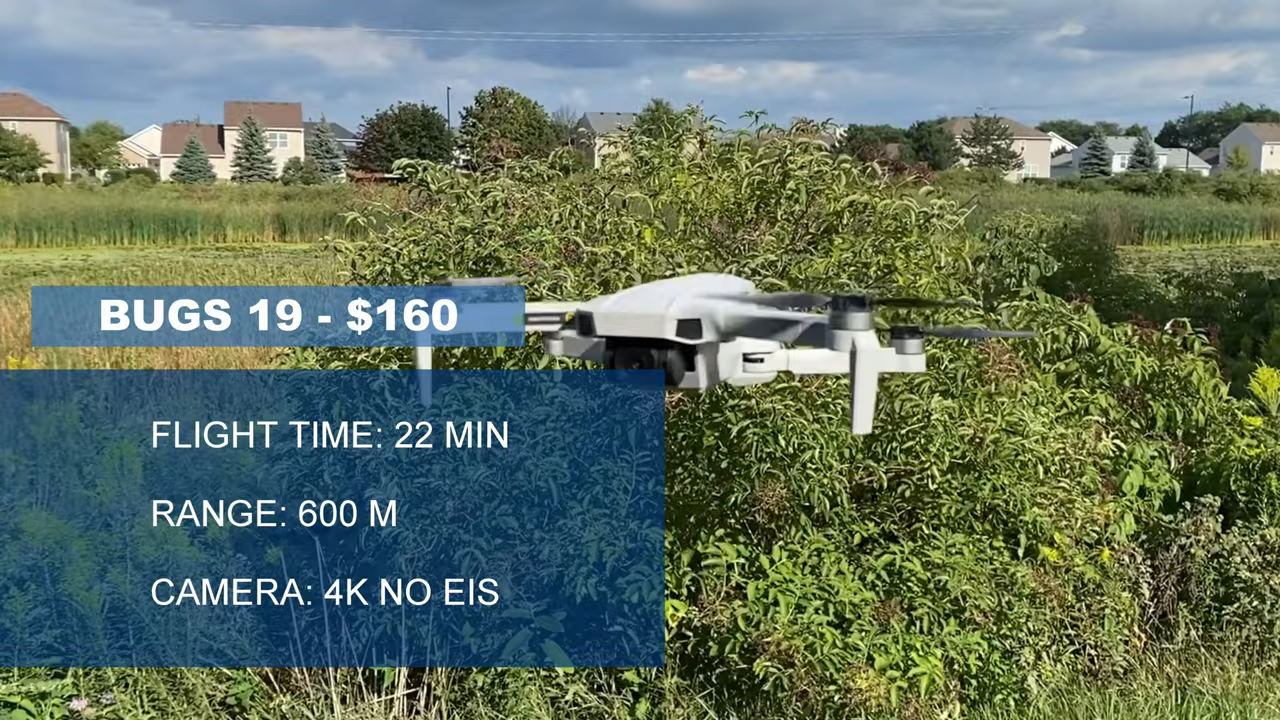 BUGS 19 - $160
FLIGHT TIME: 22 MIN
RANGE: 600 M
CAMERA: 4K NO EIS